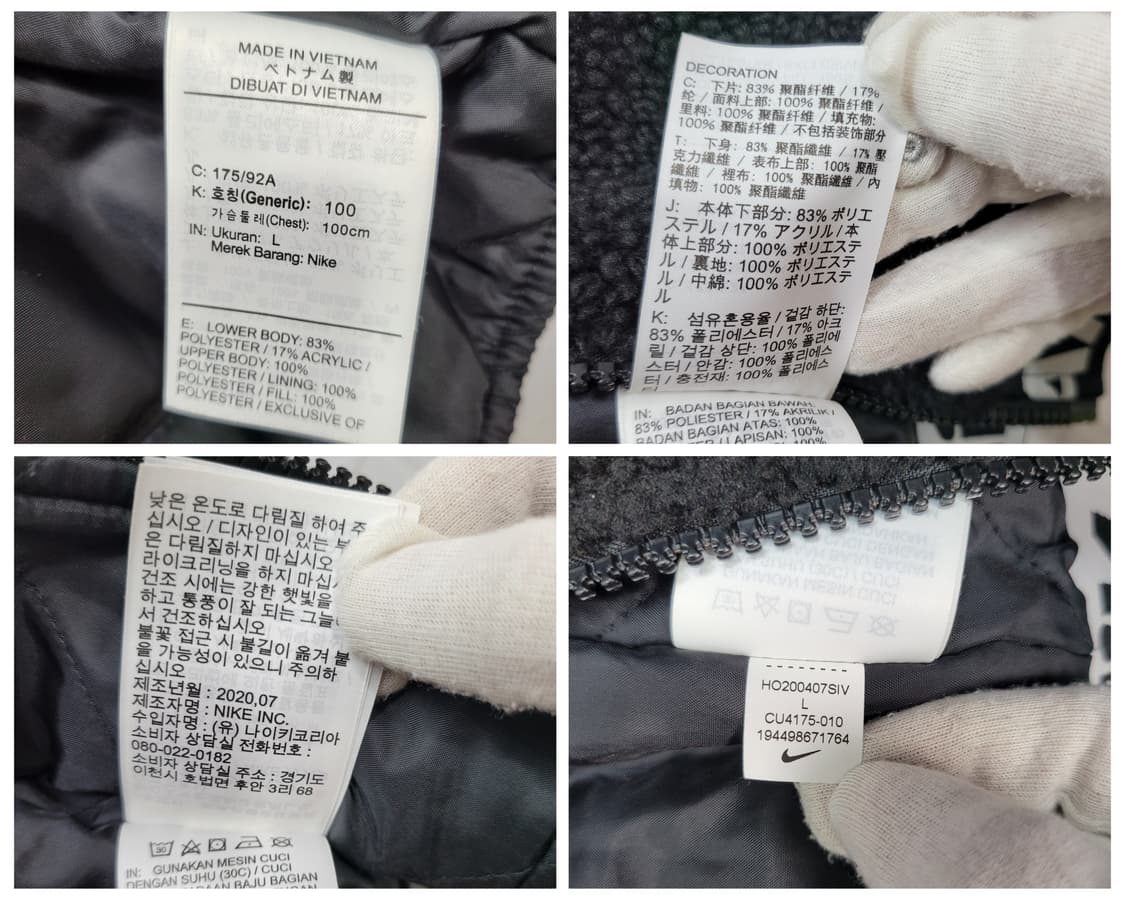 MADE IN VIETNAM
ベトナム製
DIBUAT DI VIETNAM
C: 175/92A
K: 호칭(Generic): 100
가슴둘레(Chest): 100cm
IN: Ukuran: L
Merek Barang: Nike
E: LOWER BODY: 83%
POLYESTER / 17% ACRYLIC /
UPPER BODY: 100%
POLYESTER / LINING: 100%
POLYESTER / FILL: 100%
POLYESTER / EXCLUSIVE OF
DECORATION
C: 下片: 83% 聚酯纤维 / 17%
纶 / 面料上部: 100% 聚酯纤维 /
里料: 100% 聚酯纤维 / 填充物:
100% 聚酯纤维 / 不包括装饰部分
T: 下身: 83% 聚酯纖維 / 17% 壓
克力纖維 / 表布上部: 100% 聚酯
纖維 / 裡布: 100% 聚酯纖維 / 內
填物: 100% 聚酯纖維
J: 本体下部分: 83% ポリエ
ステル / 17% アクリル / 本
体上部分: 100% ポリエステ
ル / 裏地: 100% ポリエステ
ル / 中綿: 100% ポリエステ
ル
K: 섬유혼용율 / 겉감 하단:
83% 폴리에스터 / 17% 아크
릴 / 겉감 상단: 100% 폴리에
스터 / 안감: 100% 폴리에스
터 / 충전재: 100% 폴리에스
터
IN: BADAN BAGIAN BAWAH:
83% POLIESTER / 17% AKRILIK /
BADAN BAGIAN ATAS: 100%
/ LAPISAN: 100%
낮은 온도로 다림질 하여 주
십시오 / 디자인이 있는 부
은 다림질하지 마십시오
라이크리닝을 하지 마십시
건조 시에는 강한 햇빛을
하고 통풍이 잘 되는 그늘
서 건조하십시오
불꽃 접근 시 불길이 옮겨 붙
을 가능성이 있으니 주의하
십시오
제조년월 : 2020,07
제조자명 : NIKE INC.
수입자명 : (유) 나이키코리아
소비자 상담실 전화번호 :
080-022-0182
소비자 상담실 주소 : 경기도
이천시 호법면 후안 3리 68
30
IN: GUNAKAN MESIN CUCI
DENGAN SUHU (30C) / CUCI
BAJU BAGIAN
HO200407SIV
L
CU4175-010
194498671764